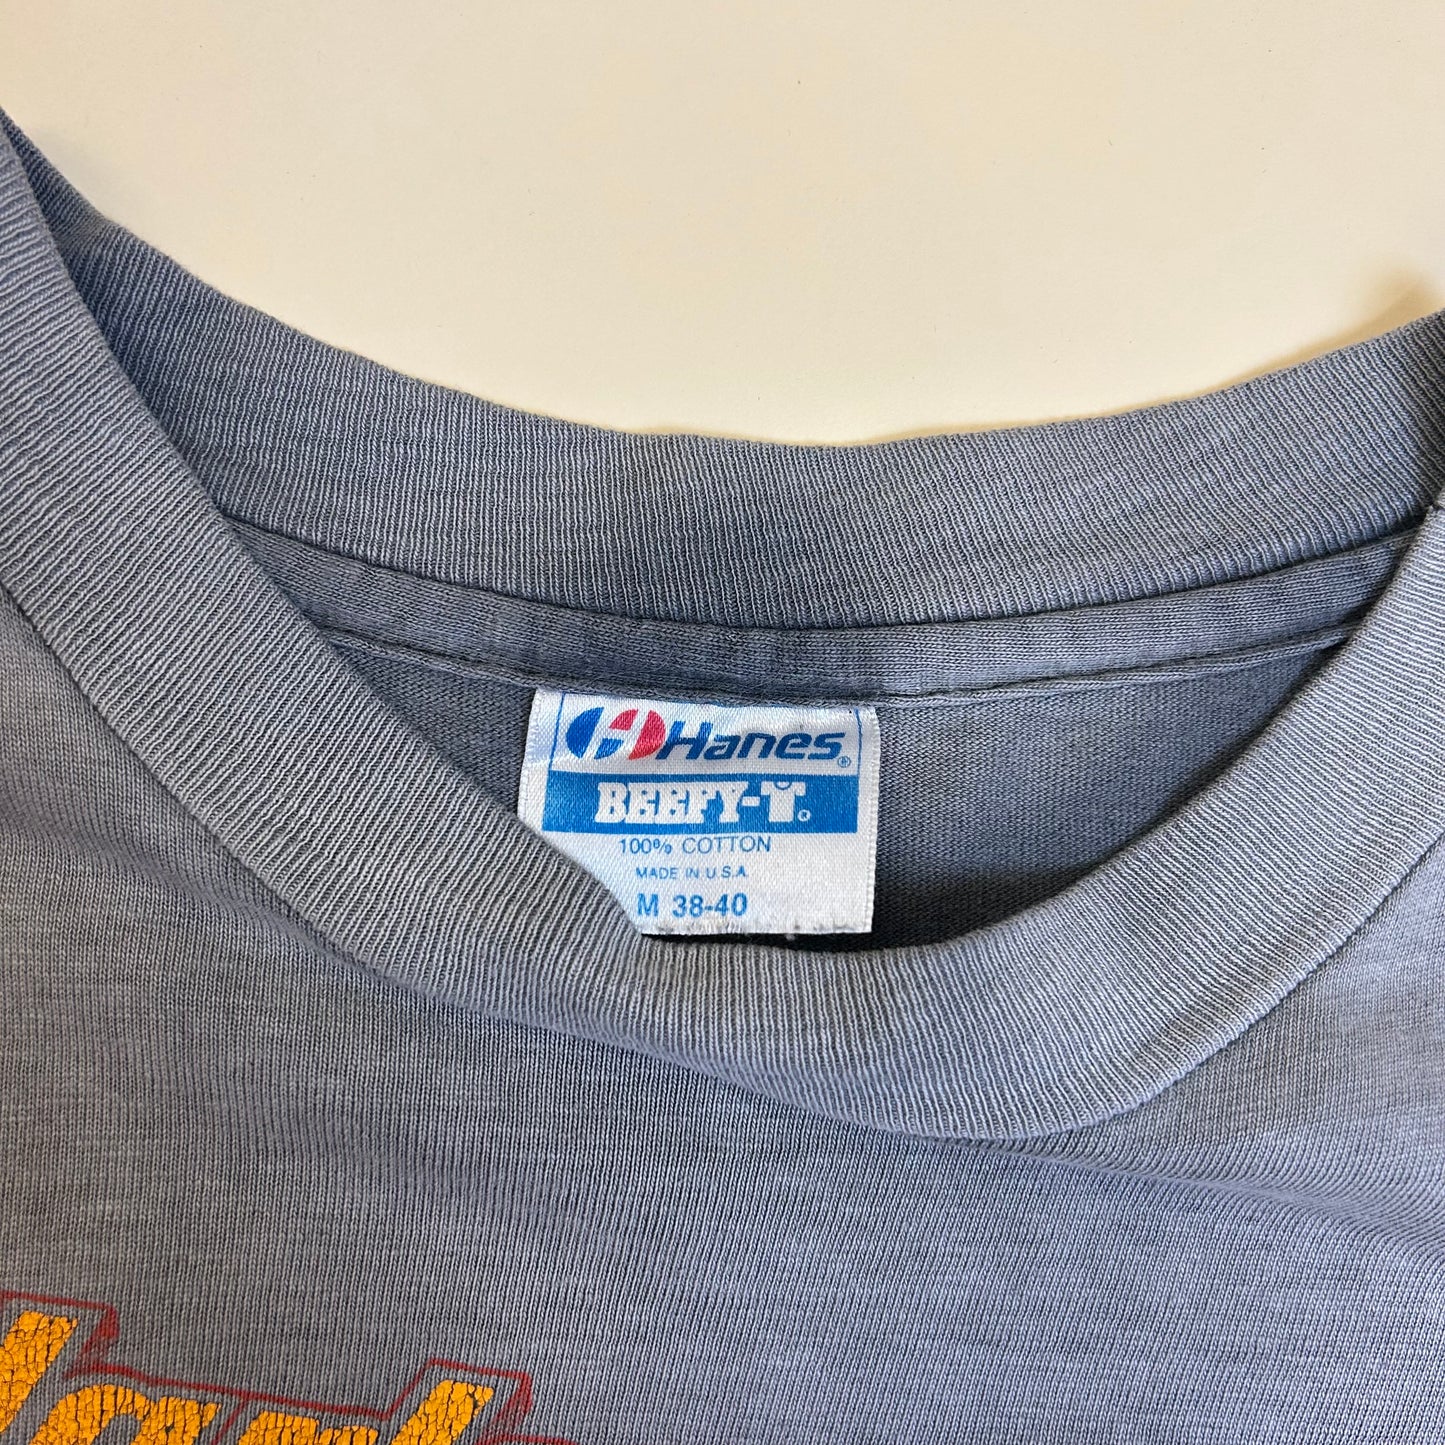 Hanes®
BEEFY-T®
100% COTTON
MADE IN U.S.A.
M 38-40